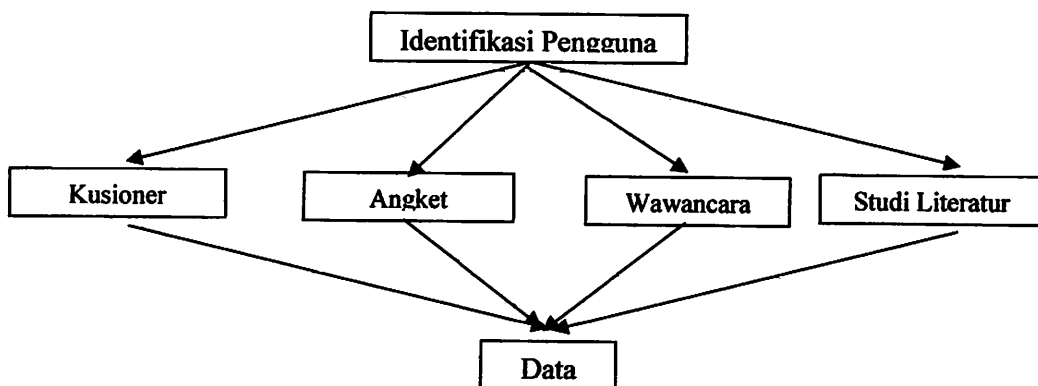 Identifikasi Pengguna
Kusioner
Angket
Wawancara
Studi Literatur
Data